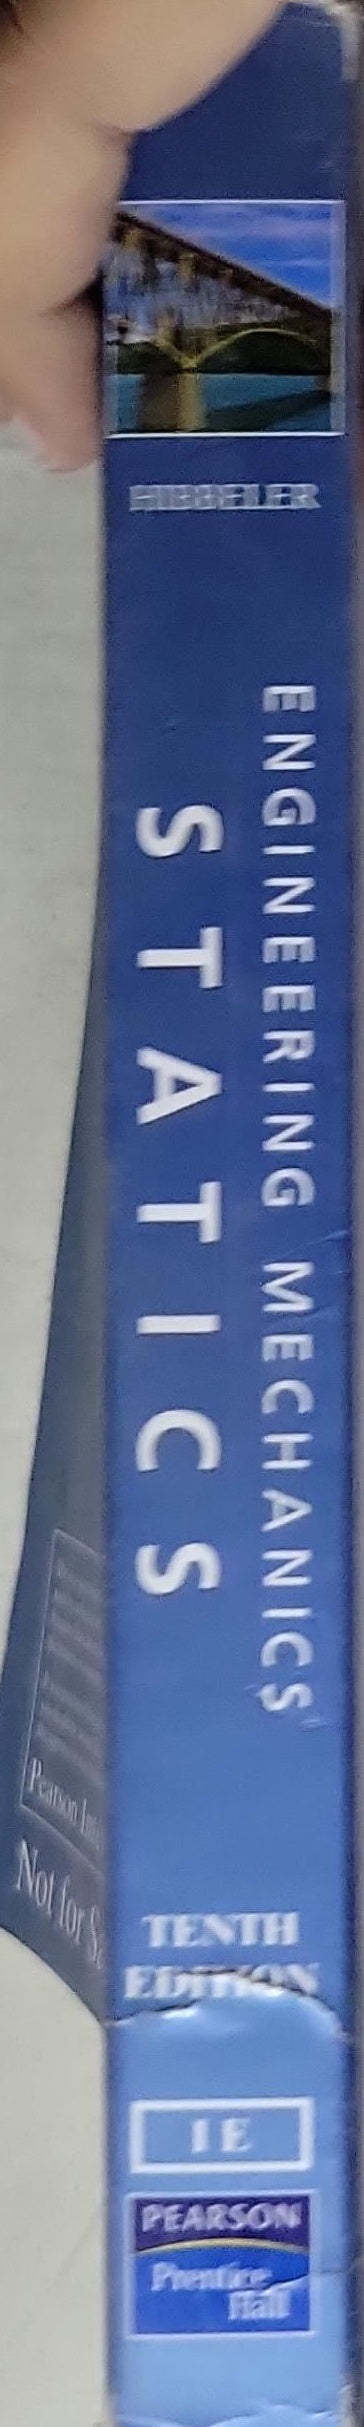 HIBBELER
ENGINEERING MECHANICS
STATICS
TENTH
EDITION
IE
PEARSON
Prentice
Hall
Pearson
Not for